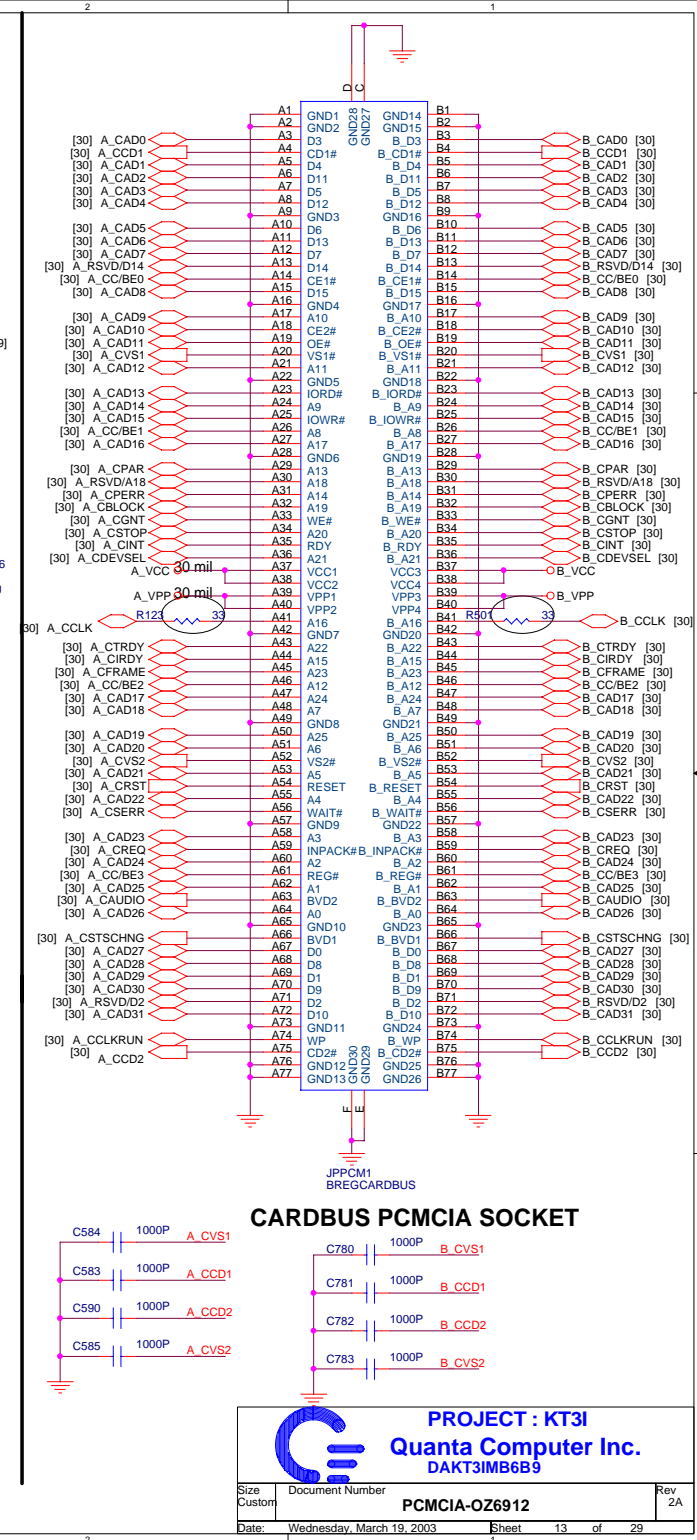 2 1
D C
GND28 GND27
A1 GND1 GND14 B1
A2 GND2 GND15 B2
[30] A_CAD0 A3 D3 B_D3 B3 B_CAD0 [30]
[30] A_CCD1 A4 CD1# B_CD1# B4 B_CCD1 [30]
[30] A_CAD1 A5 D4 B_D4 B5 B_CAD1 [30]
[30] A_CAD2 A6 D11 B_D11 B6 B_CAD2 [30]
[30] A_CAD3 A7 D5 B_D5 B7 B_CAD3 [30]
[30] A_CAD4 A8 D12 B_D12 B8 B_CAD4 [30]
A9 GND3 GND16 B9
[30] A_CAD5 A10 D6 B_D6 B10 B_CAD5 [30]
[30] A_CAD6 A11 D13 B_D13 B11 B_CAD6 [30]
[30] A_CAD7 A12 D7 B_D7 B12 B_CAD7 [30]
[30] A_RSVD/D14 A13 D14 B_D14 B13 B_RSVD/D14 [30]
[30] A_CC/BE0 A14 CE1# B_CE1# B14 B_CC/BE0 [30]
[30] A_CAD8 A15 D15 B_D15 B15 B_CAD8 [30]
A16 GND4 GND17 B16
[30] A_CAD9 A17 A10 B_A10 B17 B_CAD9 [30]
[30] A_CAD10 A18 CE2# B_CE2# B18 B_CAD10 [30]
[30] A_CAD11 A19 OE# B_OE# B19 B_CAD11 [30]
[30] A_CVS1 A20 VS1# B_VS1# B20 B_CVS1 [30]
[30] A_CAD12 A21 A11 B_A11 B21 B_CAD12 [30]
A22 GND5 GND18 B22
[30] A_CAD13 A23 IORD# B_IORD# B23 B_CAD13 [30]
[30] A_CAD14 A24 A9 B_A9 B24 B_CAD14 [30]
[30] A_CAD15 A25 IOWR# B_IOWR# B25 B_CAD15 [30]
[30] A_CC/BE1 A26 A8 B_A8 B26 B_CC/BE1 [30]
[30] A_CAD16 A27 A17 B_A17 B27 B_CAD16 [30]
A28 GND6 GND19 B28
[30] A_CPAR A29 A13 B_A13 B29 B_CPAR [30]
[30] A_RSVD/A18 A30 A18 B_A18 B30 B_RSVD/A18 [30]
[30] A_CPERR A31 A14 B_A14 B31 B_CPERR [30]
[30] A_CBLOCK A32 A19 B_A19 B32 B_CBLOCK [30]
[30] A_CGNT A33 WE# B_WE# B33 B_CGNT [30]
[30] A_CSTOP A34 A20 B_A20 B34 B_CSTOP [30]
[30] A_CINT A35 RDY B_RDY B35 B_CINT [30]
[30] A_CDEVSEL A36 A21 B_A21 B36 B_CDEVSEL [30]
A_VCC 30 mil A37 VCC1 VCC3 B37 B_VCC
A38 VCC2 VCC4 B38
A_VPP 30 mil A39 VPP1 VPP3 B39 B_VPP
A40 VPP2 VPP4 B40
[30] A_CCLK R123 33 A41 A16 B_A16 B41 R501 33 B_CCLK [30]
A42 GND7 GND20 B42
[30] A_CTRDY A43 A22 B_A22 B43 B_CTRDY [30]
[30] A_CIRDY A44 A15 B_A15 B44 B_CIRDY [30]
[30] A_CFRAME A45 A23 B_A23 B45 B_CFRAME [30]
[30] A_CC/BE2 A46 A12 B_A12 B46 B_CC/BE2 [30]
[30] A_CAD17 A47 A24 B_A24 B47 B_CAD17 [30]
[30] A_CAD18 A48 A7 B_A7 B48 B_CAD18 [30]
A49 GND8 GND21 B49
[30] A_CAD19 A50 A25 B_A25 B50 B_CAD19 [30]
[30] A_CAD20 A51 A6 B_A6 B51 B_CAD20 [30]
[30] A_CVS2 A52 VS2# B_VS2# B52 B_CVS2 [30]
[30] A_CAD21 A53 A5 B_A5 B53 B_CAD21 [30]
[30] A_CRST A54 RESET B_RESET B54 B_CRST [30]
[30] A_CAD22 A55 A4 B_A4 B55 B_CAD22 [30]
[30] A_CSERR A56 WAIT# B_WAIT# B56 B_CSERR [30]
A57 GND9 GND22 B57
[30] A_CAD23 A58 A3 B_A3 B58 B_CAD23 [30]
[30] A_CREQ A59 INPACK# B_INPACK# B59 B_CREQ [30]
[30] A_CAD24 A60 A2 B_A2 B60 B_CAD24 [30]
[30] A_CC/BE3 A61 REG# B_REG# B61 B_CC/BE3 [30]
[30] A_CAD25 A62 A1 B_A1 B62 B_CAD25 [30]
[30] A_CAUDIO A63 BVD2 B_BVD2 B63 B_CAUDIO [30]
[30] A_CAD26 A64 A0 B_A0 B64 B_CAD26 [30]
A65 GND10 GND23 B65
[30] A_CSTSCHNG A66 BVD1 B_BVD1 B66 B_CSTSCHNG [30]
[30] A_CAD27 A67 D0 B_D0 B67 B_CAD27 [30]
[30] A_CAD28 A68 D8 B_D8 B68 B_CAD28 [30]
[30] A_CAD29 A69 D1 B_D1 B69 B_CAD29 [30]
[30] A_CAD30 A70 D9 B_D9 B70 B_CAD30 [30]
[30] A_RSVD/D2 A71 D2 B_D2 B71 B_RSVD/D2 [30]
[30] A_CAD31 A72 D10 B_D10 B72 B_CAD31 [30]
A73 GND11 GND24 B73
[30] A_CCLKRUN A74 WP B_WP B74 B_CCLKRUN [30]
[30] A_CCD2 A75 CD2# B_CD2# B75 B_CCD2 [30]
A76 GND12 GND25 B76
A77 GND13 GND26 B77
GND30 GND29
F E
JPPCM1
BREGCARDBUS
CARDBUS PCMCIA SOCKET
C584 1000P A_CVS1
C583 1000P A_CCD1
C590 1000P A_CCD2
C585 1000P A_CVS2
C780 1000P B_CVS1
C781 1000P B_CCD1
C782 1000P B_CCD2
C783 1000P B_CVS2
PROJECT : KT3I
Quanta Computer Inc.
DAKT3IMB6B9
Size Document Number Rev
Custom PCMCIA-OZ6912 2A
Date: Wednesday, March 19, 2003 Sheet 13 of 29
2 1